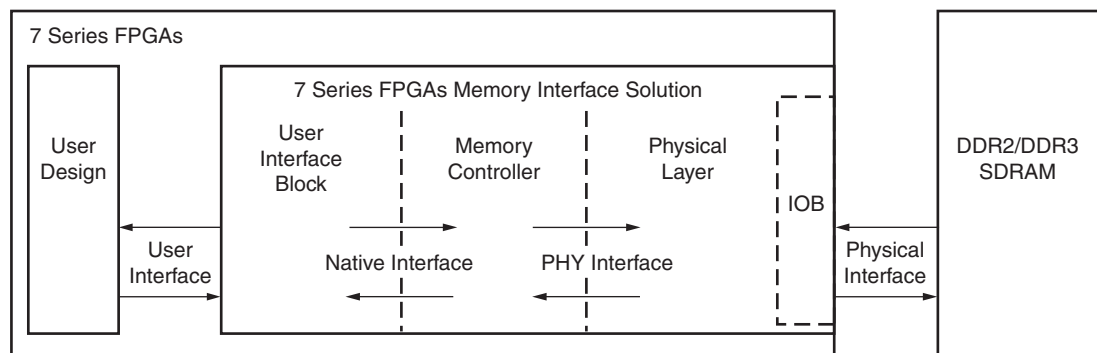 7 Series FPGAs
7 Series FPGAs Memory Interface Solution
User
Design
User
Interface
Block
Memory
Controller
Physical
Layer
IOB
DDR2/DDR3
SDRAM
User
Interface
Native Interface
PHY Interface
Physical
Interface